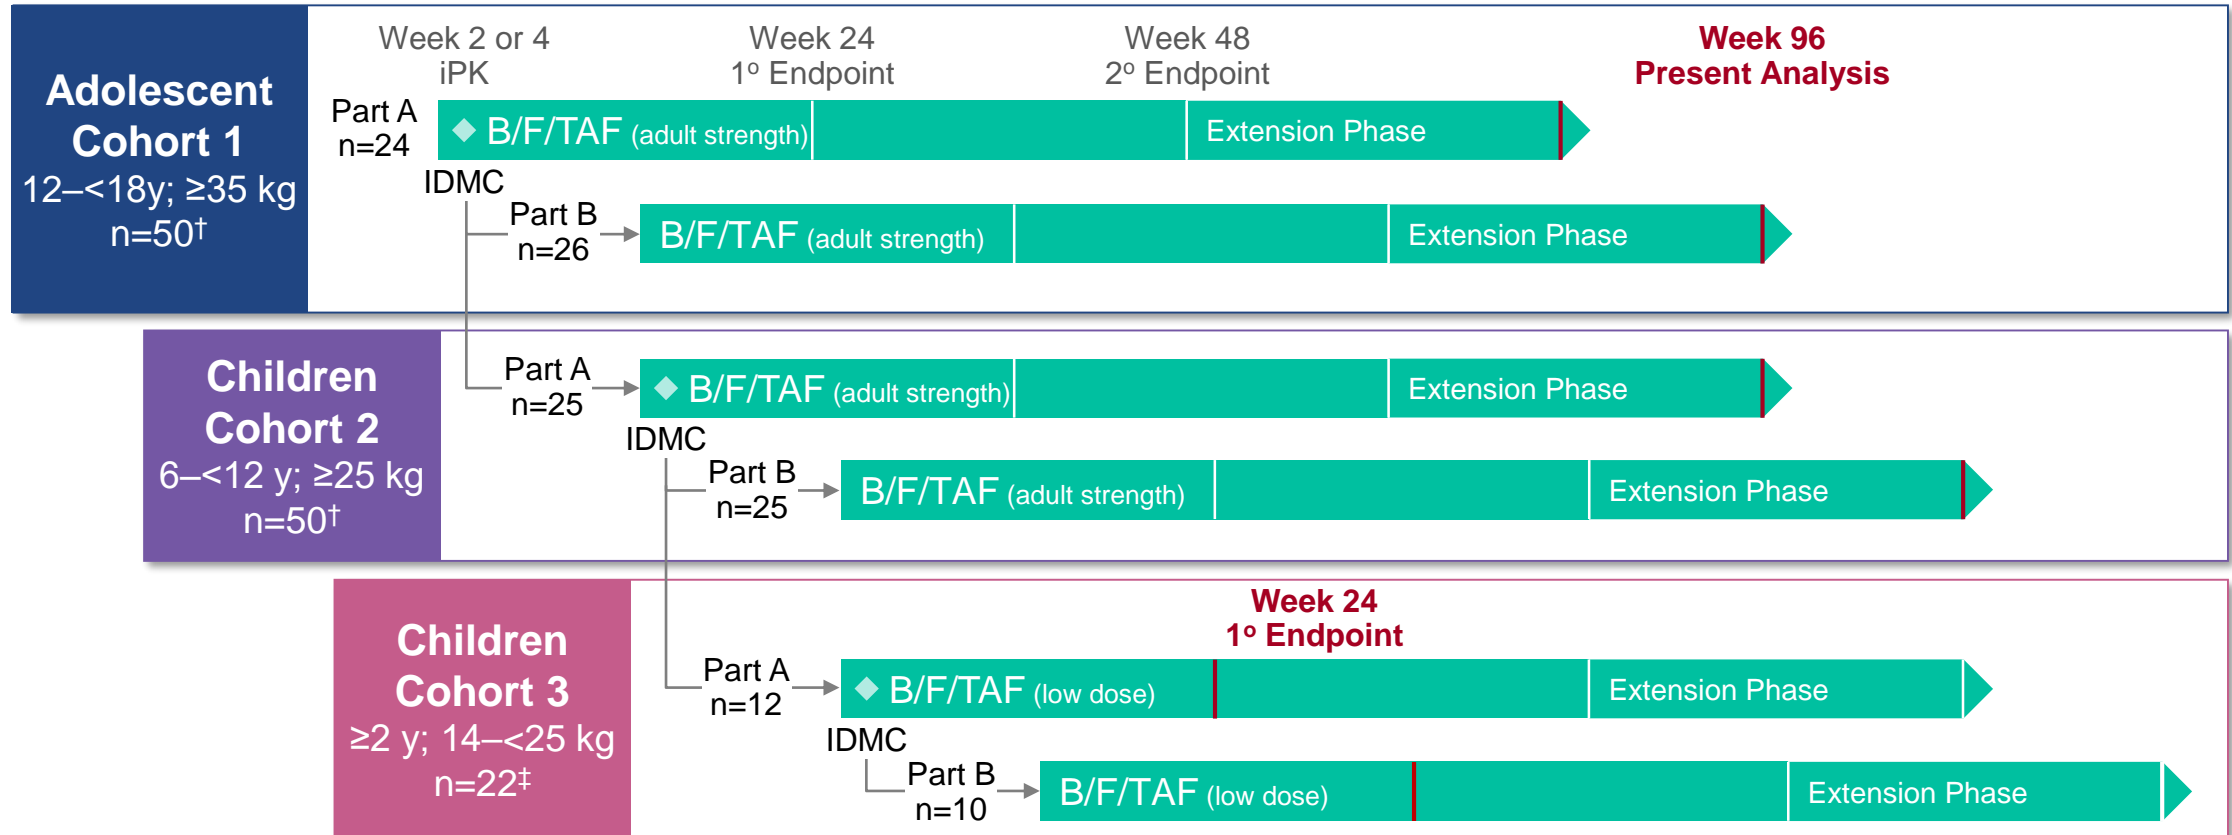 Adolescent
Cohort 1
12–<18y; ≥35 kg
n=50†
Week 2 or 4
iPK
Week 24
1º Endpoint
Week 48
2º Endpoint
Week 96
Present Analysis
Part A
n=24
B/F/TAF (adult strength)
Extension Phase
IDMC
Part B
n=26
B/F/TAF (adult strength)
Extension Phase
Children
Cohort 2
6–<12 y; ≥25 kg
n=50†
Part A
n=25
B/F/TAF (adult strength)
Extension Phase
IDMC
Part B
n=25
B/F/TAF (adult strength)
Extension Phase
Children
Cohort 3
≥2 y; 14–<25 kg
n=22‡
Week 24
1º Endpoint
Part A
n=12
B/F/TAF (low dose)
Extension Phase
IDMC
Part B
n=10
B/F/TAF (low dose)
Extension Phase